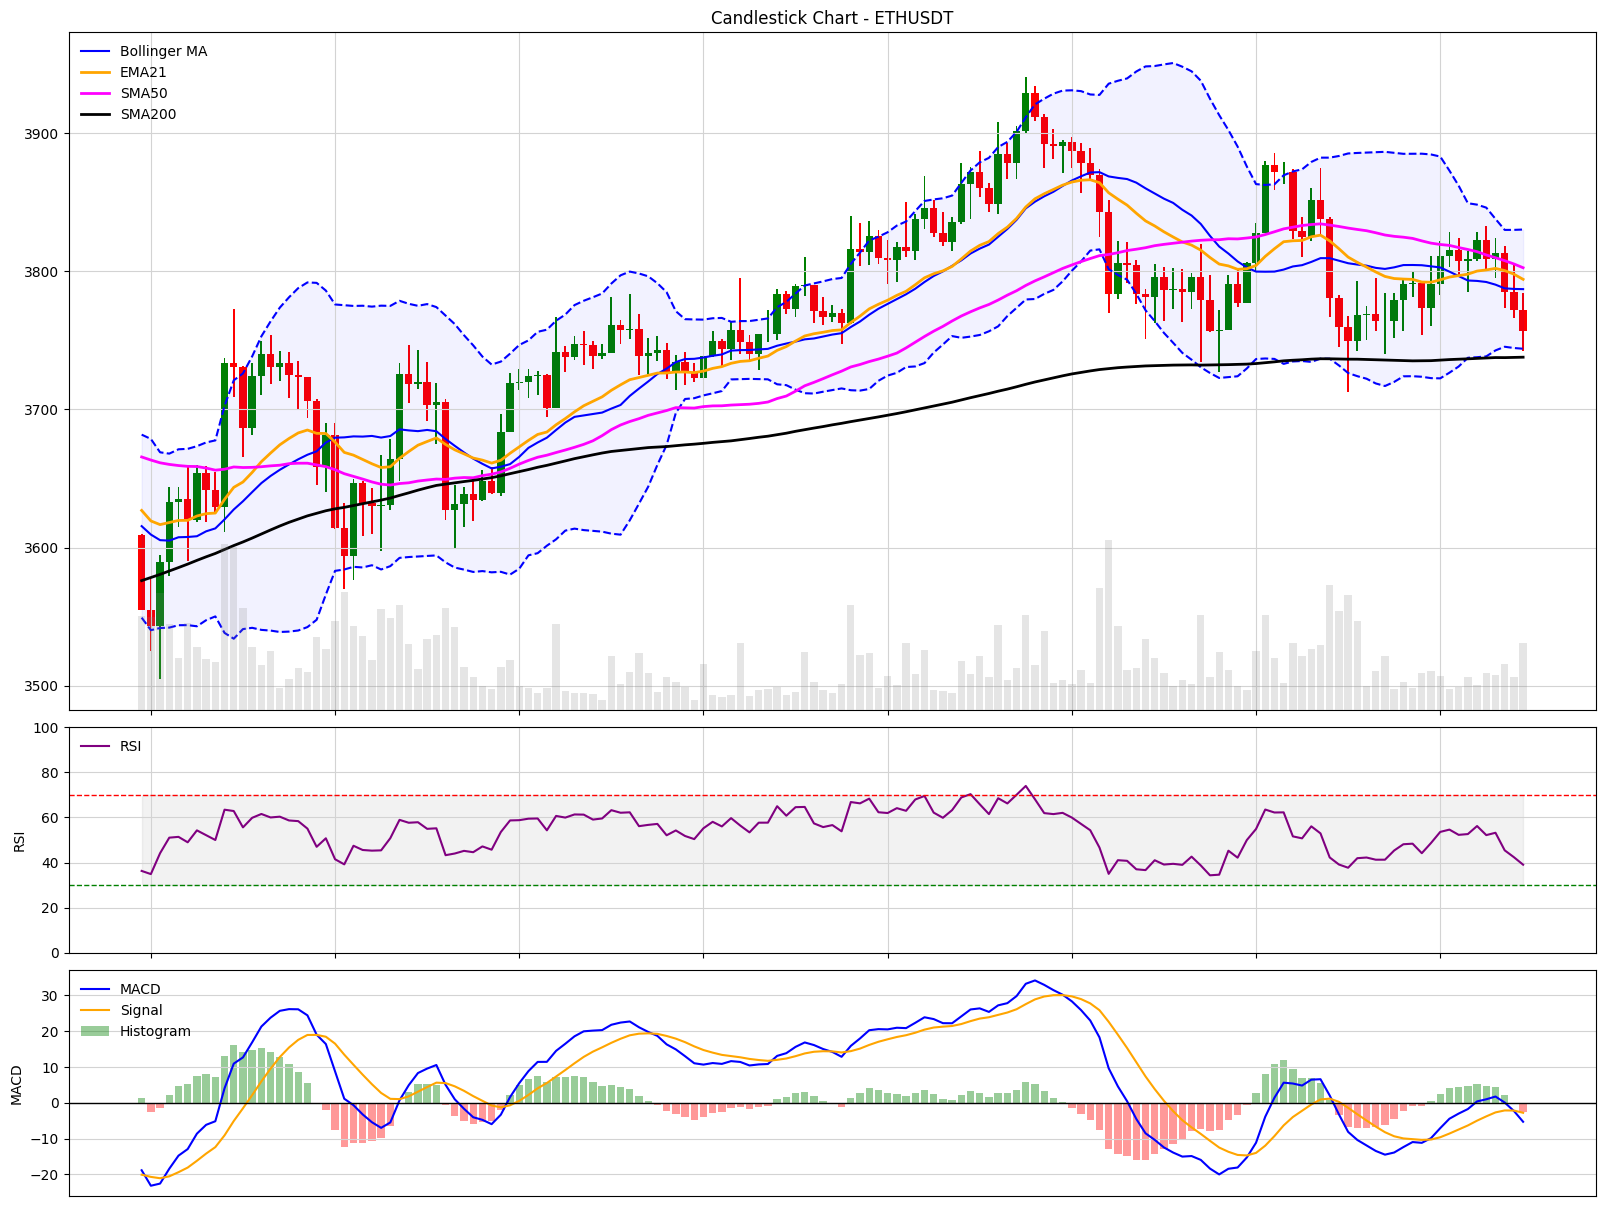 Candlestick Chart - ETHUSDT
Bollinger MA
EMA21
SMA50
SMA200
3900
3800
3700
3600
3500
RSI
100
80
60
40
20
0
RSI
MACD
Signal
Histogram
30
20
10
0
−10
−20
MACD